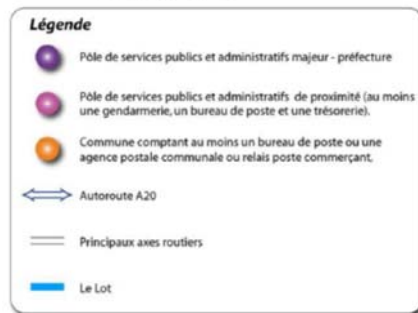 Légende
Pôle de services publics et administratifs majeur - préfecture
Pôle de services publics et administratifs de proximité (au moins
une gendarmerie, un bureau de poste et une trésorerie).
Commune comptant au moins un bureau de poste ou une
agence postale communale ou relais poste commerçant.
Autoroute A20
Principaux axes routiers
Le Lot